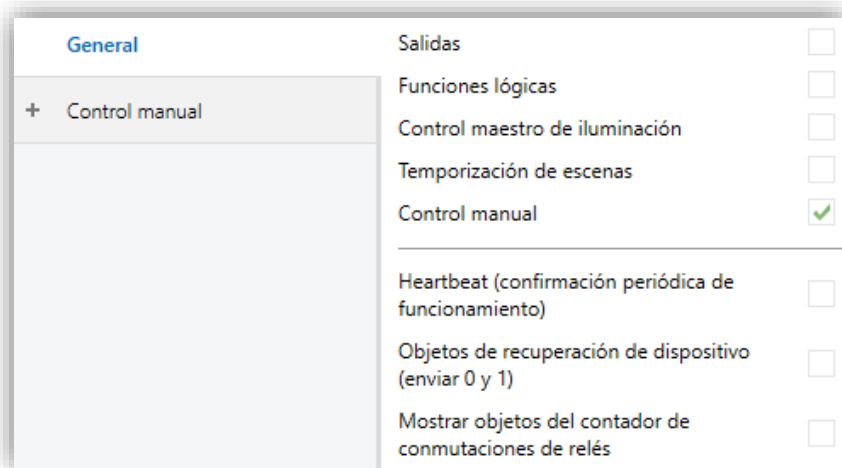 General
+ Control manual
Salidas
Funciones lógicas
Control maestro de iluminación
Temporización de escenas
Control manual
Heartbeat (confirmación periódica de
funcionamiento)
Objetos de recuperación de dispositivo
(enviar 0 y 1)
Mostrar objetos del contador de
conmutaciones de relés